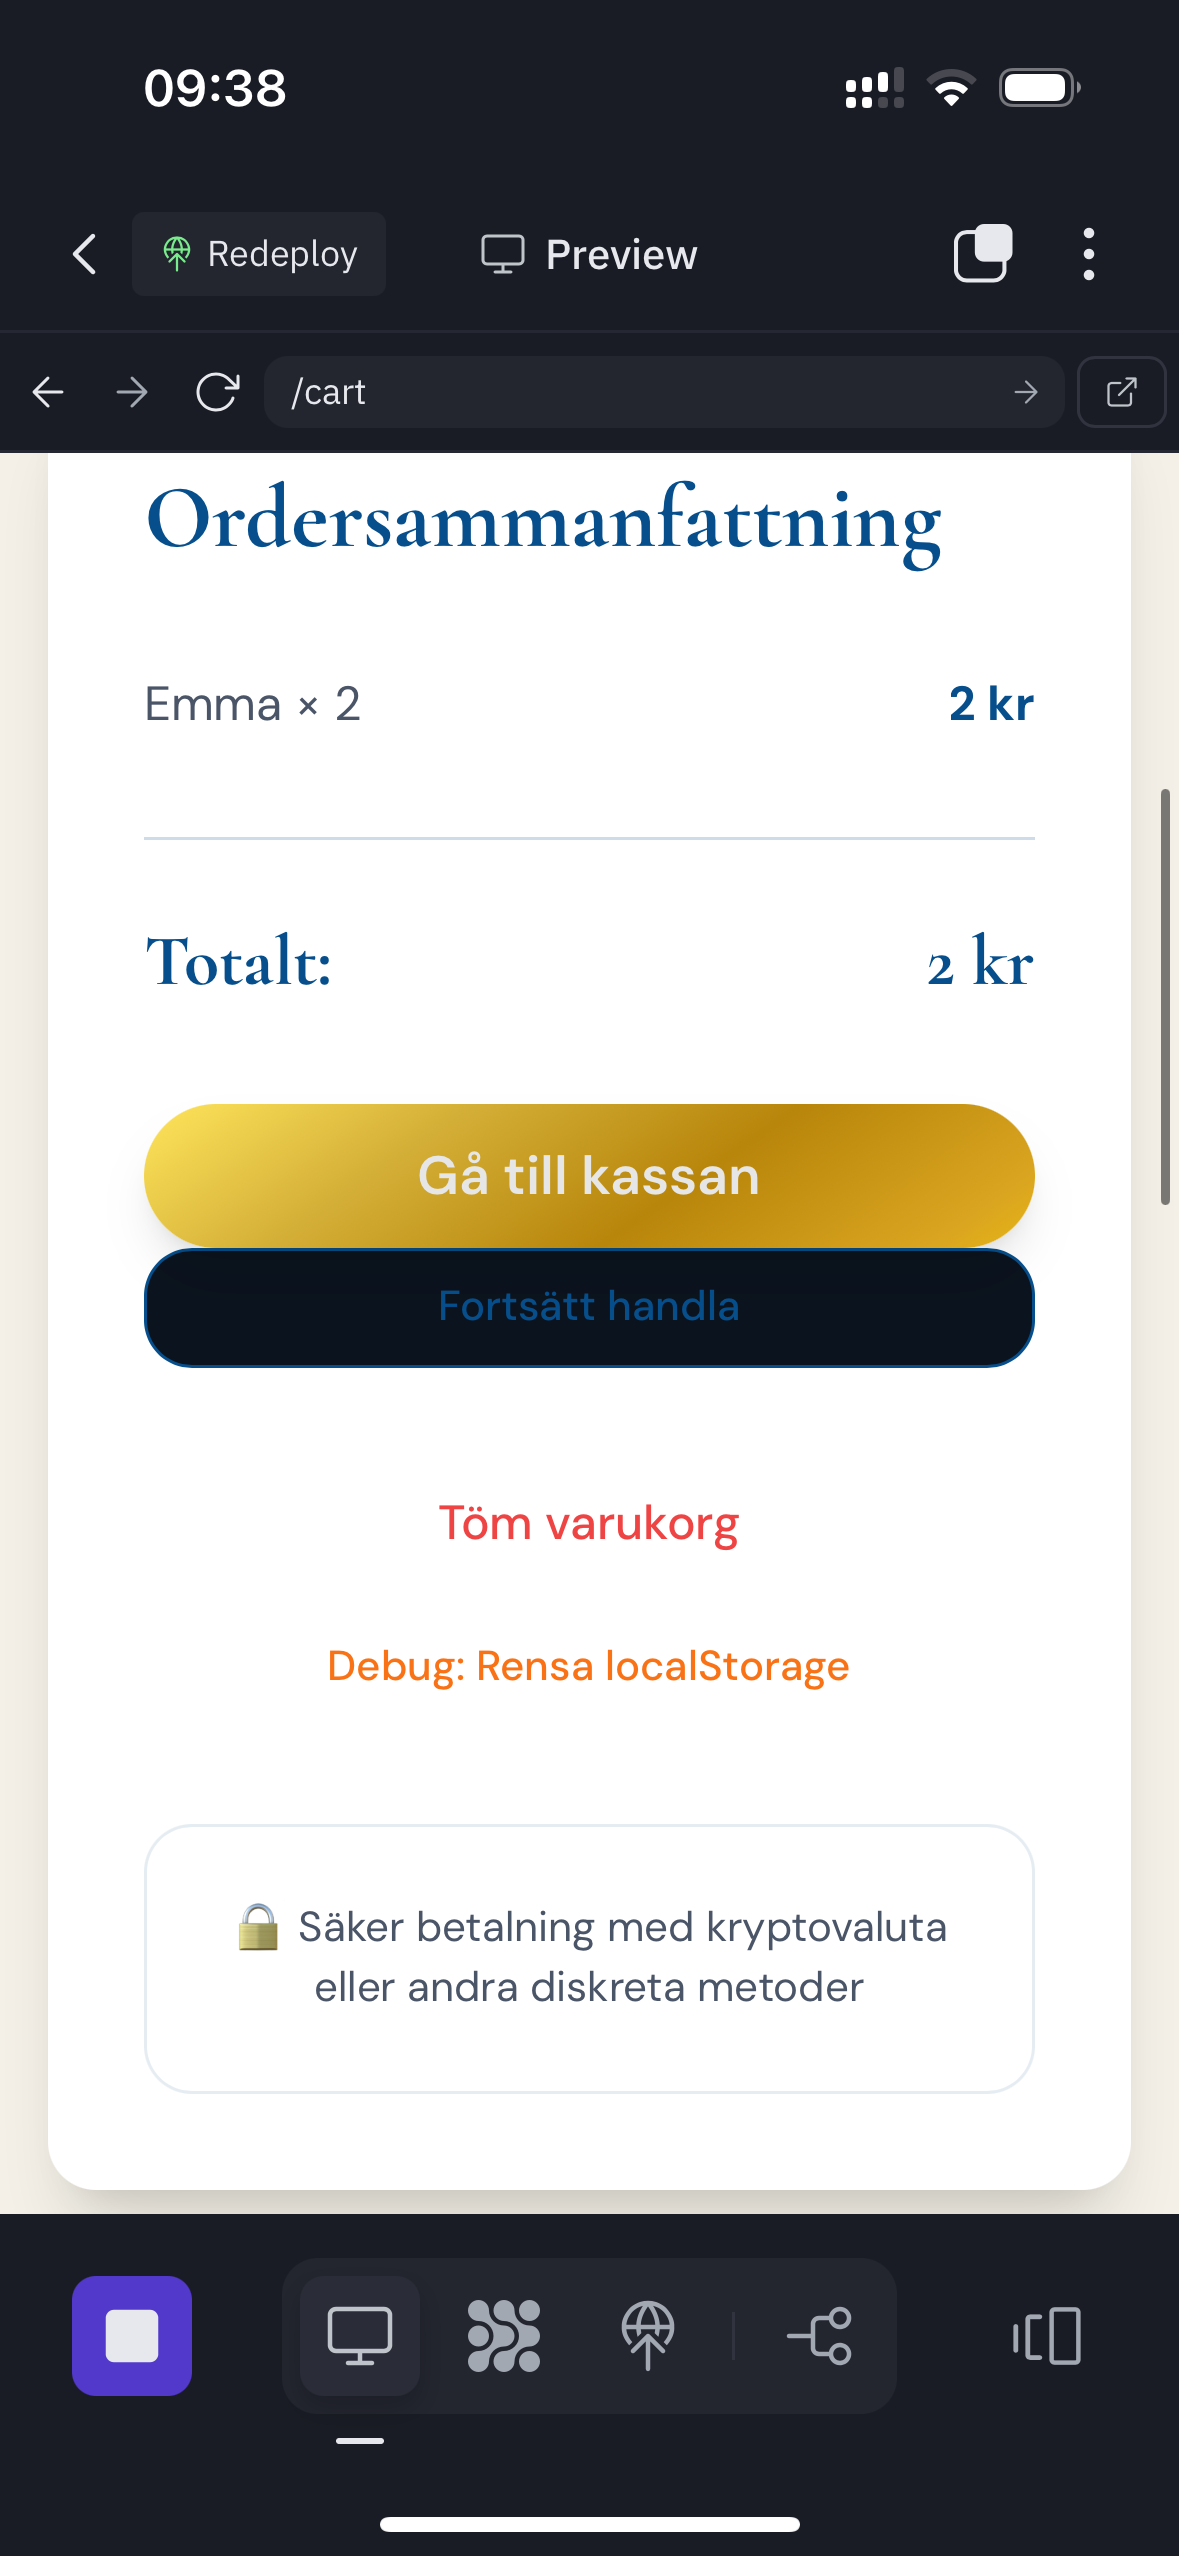 09:38
Redeploy
Preview
/cart
Ordersammanfattning
Emma × 2
2 kr
Totalt:
2 kr
Gå till kassan
Fortsätt handla
Töm varukorg
Debug: Rensa localStorage
🔒 Säker betalning med kryptovaluta
eller andra diskreta metoder